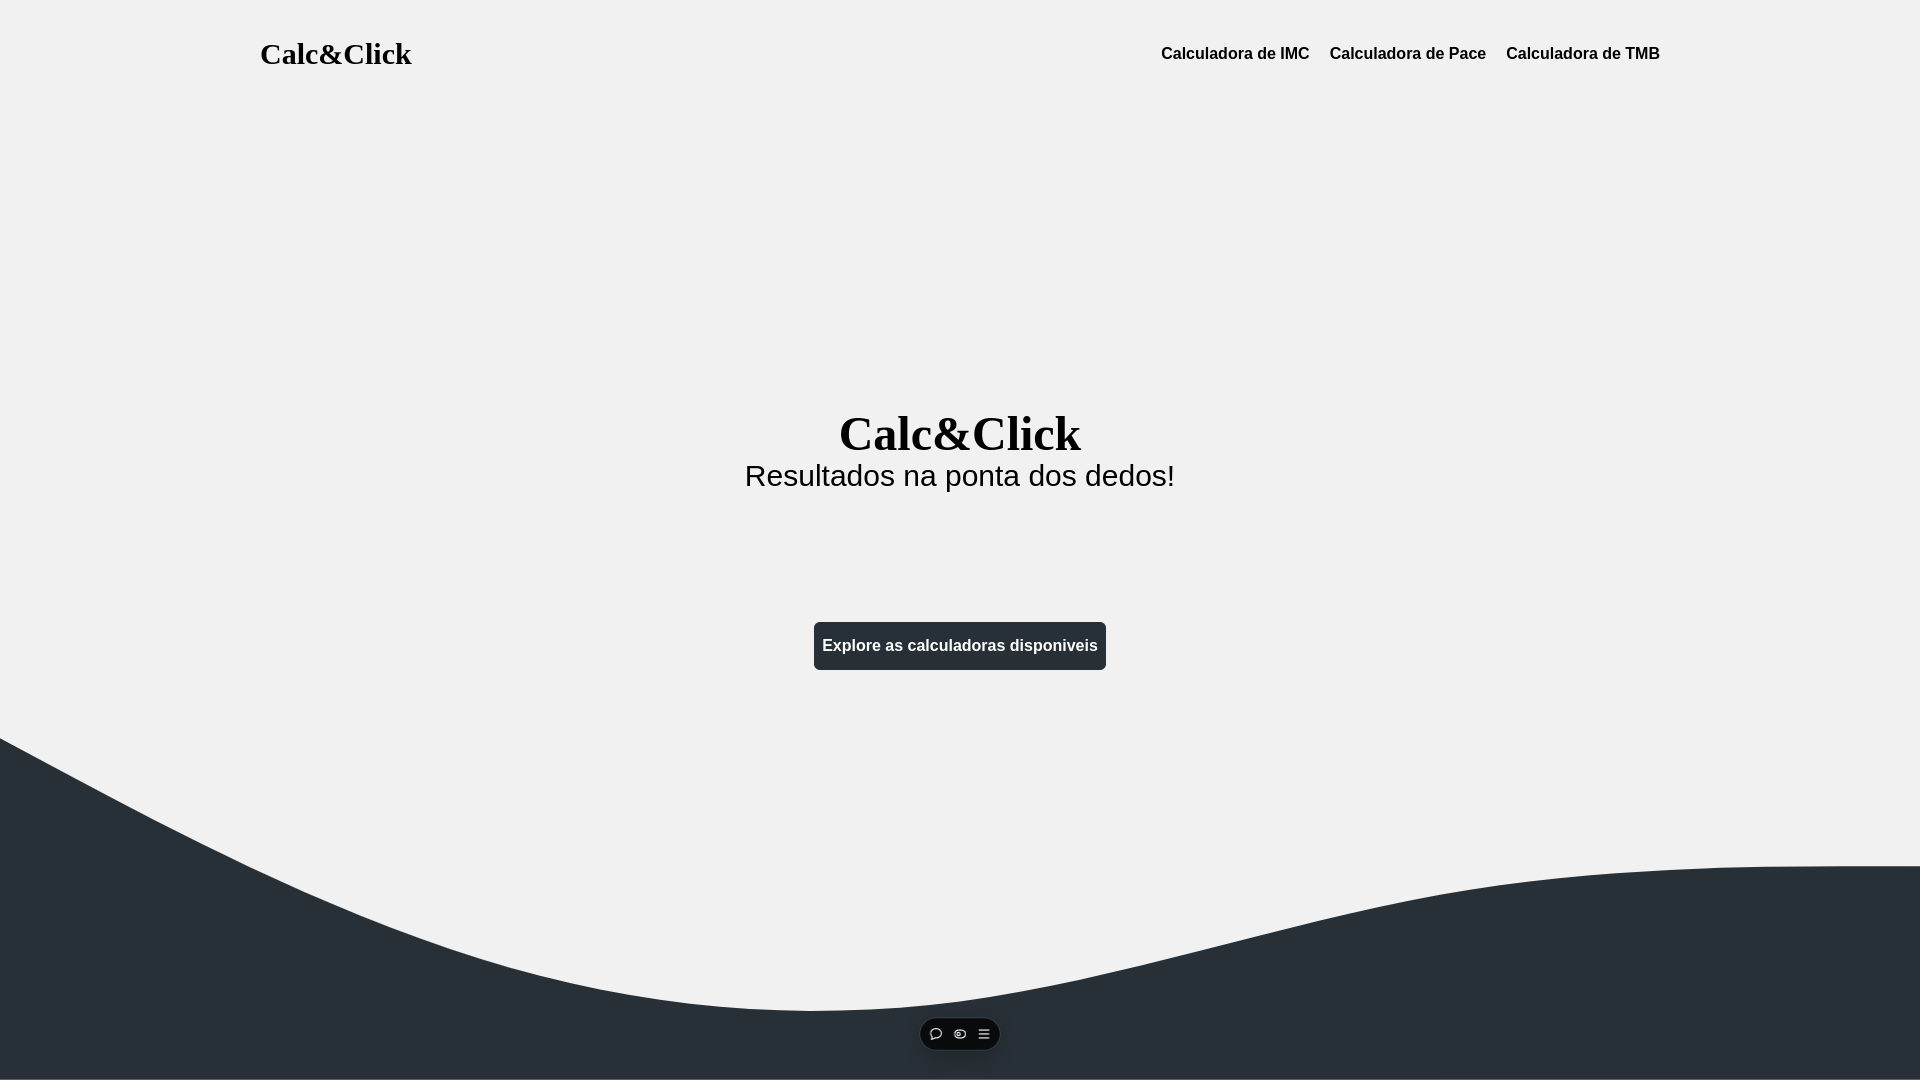 Calc&Click
Calculadora de IMC Calculadora de Pace Calculadora de TMB
Calc&Click
Resultados na ponta dos dedos!
Explore as calculadoras disponiveis